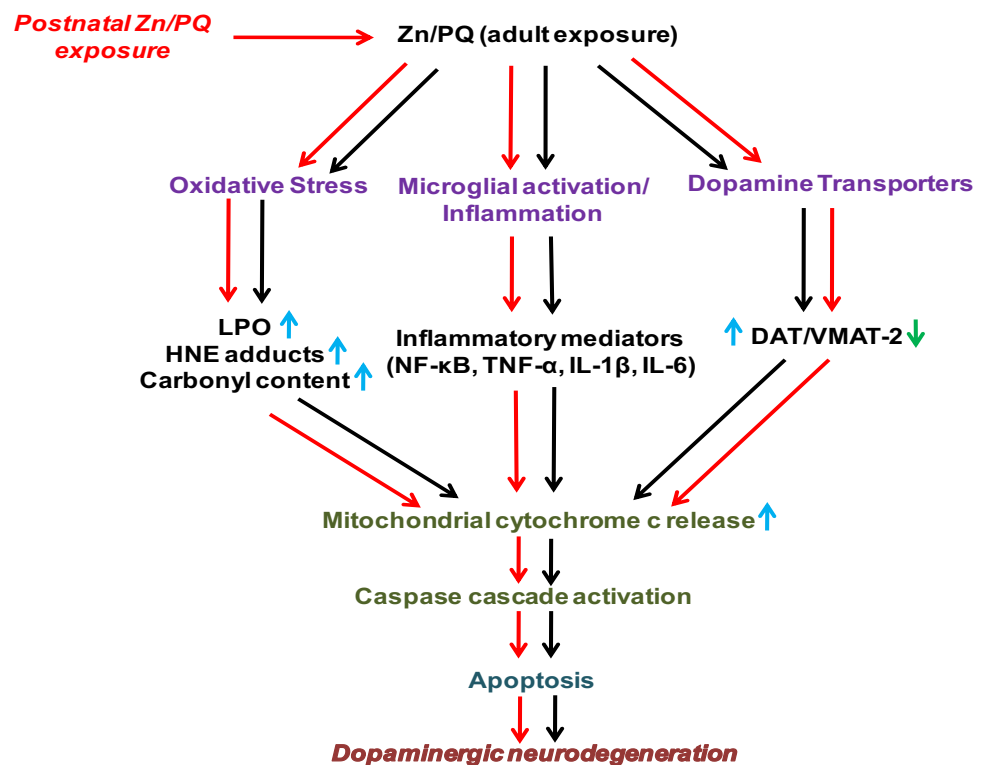 Postnatal Zn/PQ
exposure
Zn/PQ (adult exposure)
Oxidative Stress
Microglial activation/
Inflammation
Dopamine Transporters
LPO
HNE adducts
Carbonyl content
Inflammatory mediators
(NF-κB, TNF-α, IL-1β, IL-6)
DAT/VMAT-2
Mitochondrial cytochrome c release
Caspase cascade activation
Apoptosis
Dopaminergic neurodegeneration